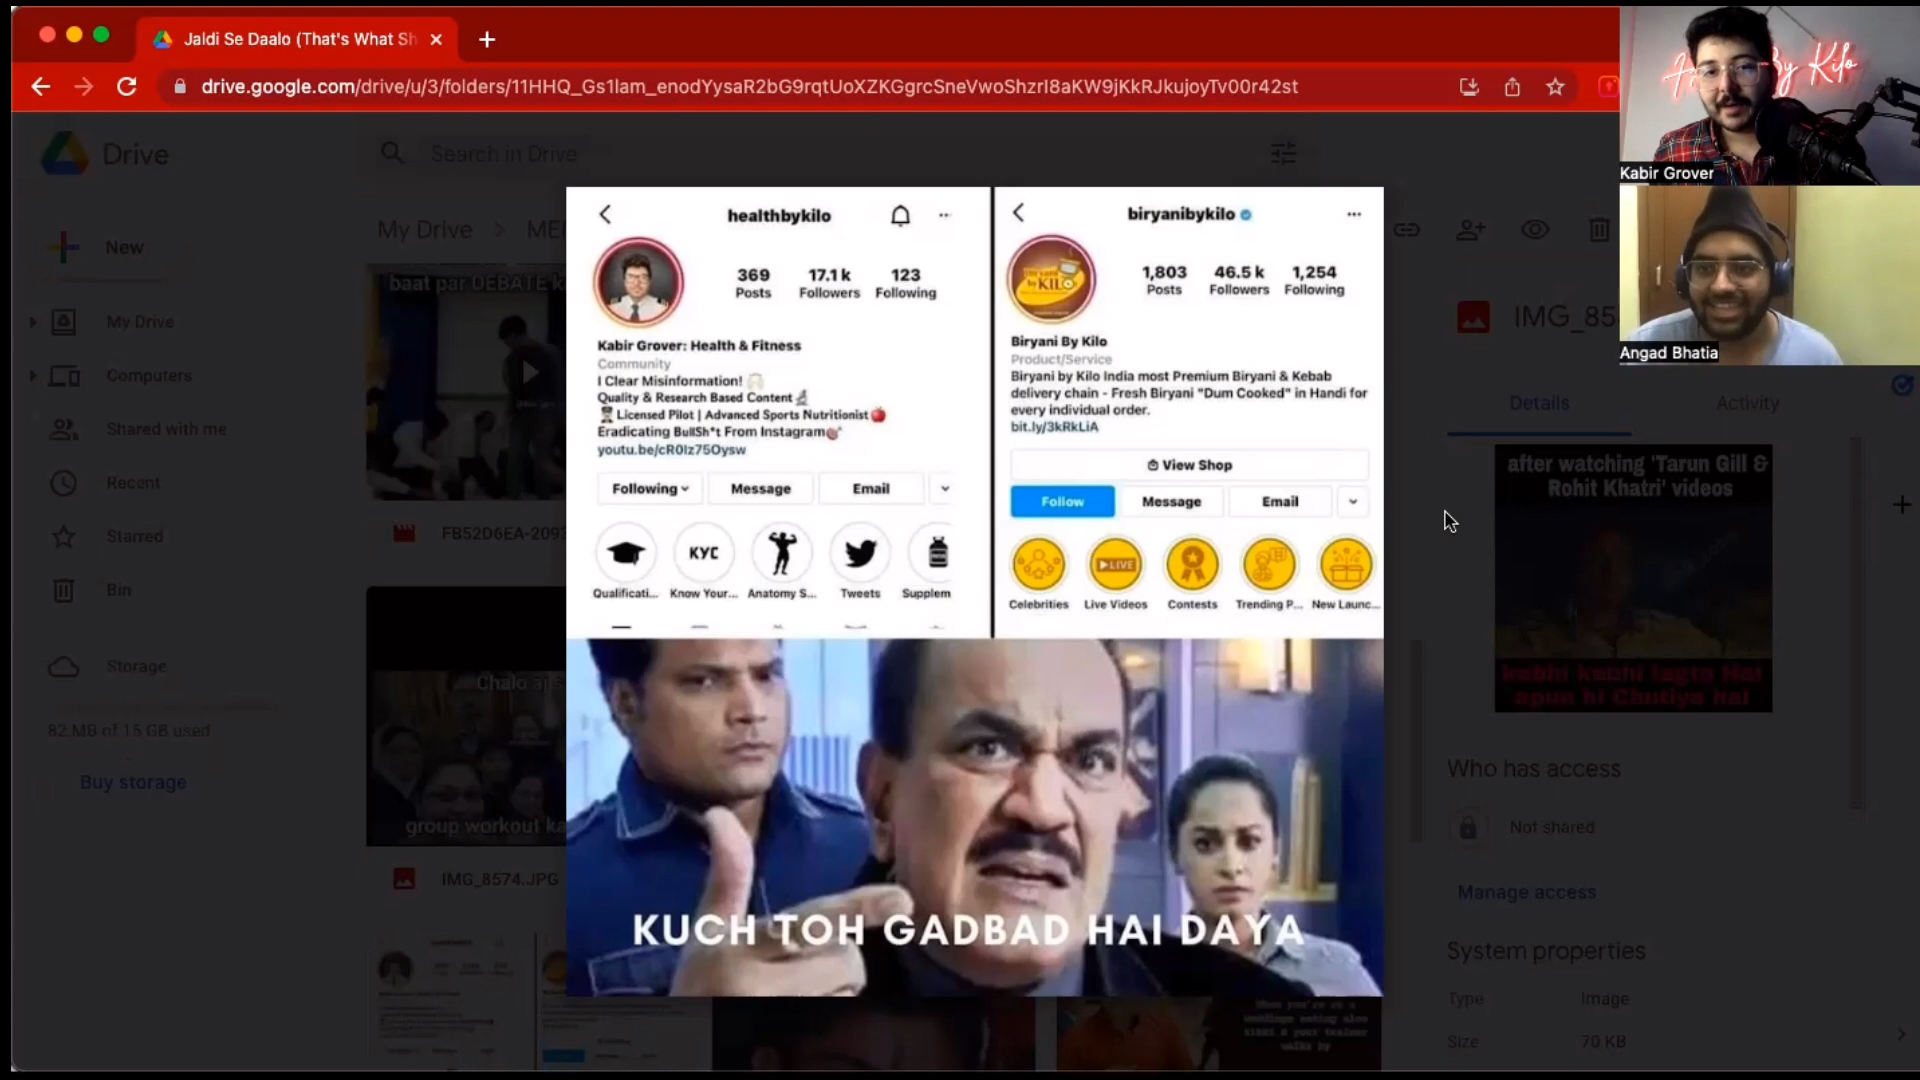 Jaldi Se Daalo (That's What Sh
drive.google.com/drive/u/3/folders/11HHQ_Gs1lam_enodYysaR2bG9rqtUoXZKGgrcSneVwoShzrI8aKW9jKkRJkujoyTv00r42st
Drive
Search in Drive
New
My Drive
Computers
Shared with me
Recent
Starred
Bin
Storage
82 MB of 15 GB used
Buy storage
My Drive > ME
baat par DEBATE k
FB52D6EA-2093
Chalo aj
group workout ka
IMG_8574.JPG
healthbykilo
369 17.1 k 123
Posts Followers Following
Kabir Grover: Health & Fitness
Community
I Clear Misinformation!
Quality & Research Based Content
Licensed Pilot | Advanced Sports Nutritionist
Eradicating BullSh*t From Instagram
youtu.be/cR0Iz75Oysw
Following Message Email
KYC
Qualificati... Know Your... Anatomy S... Tweets Supplem
biryanibykilo
BIRYANI
by KILO
1,803 46.5 k 1,254
Posts Followers Following
Biryani By Kilo
Product/Service
Biryani by Kilo India most Premium Biryani & Kebab
delivery chain - Fresh Biryani "Dum Cooked" in Handi for
every individual order.
bit.ly/3kRkLiA
View Shop
Follow Message Email
LIVE
Celebrities Live Videos Contests Trending P... New Launc...
KUCH TOH GADBAD HAI DAYA
By Kilo
Kabir Grover
Angad Bhatia
IMG_85
Details Activity
after watching 'Tarun Gill &
Rohit Khatri' videos
kabhi kabhi lagta Hai
apun hi Chutiya hai
Who has access
Not shared
Manage access
System properties
Type Image
Size 70 KB